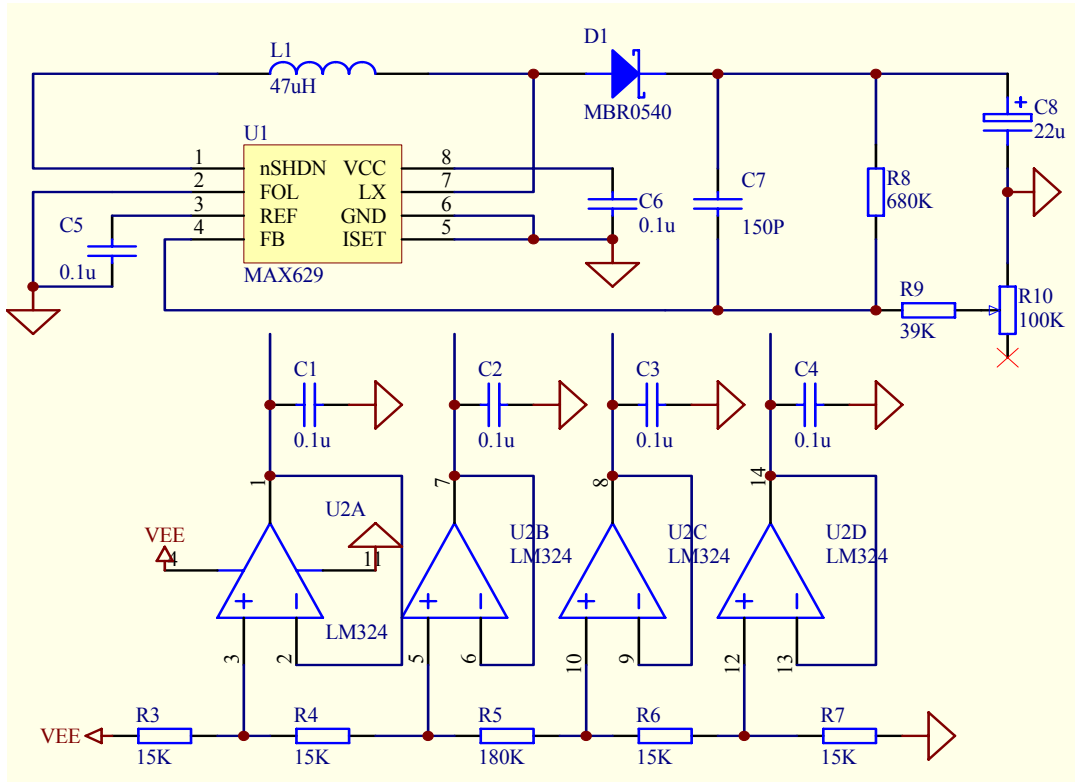 L1
47uH
D1
MBR0540
C8
22u
U1
1 nSHDN VCC 8
2 FOL LX 7
3 REF GND 6
4 FB ISET 5
MAX629
C5
0.1u
C6
0.1u
C7
150P
R8
680K
R9
39K
R10
100K
C1
0.1u
C2
0.1u
C3
0.1u
C4
0.1u
1
7
8
14
VEE
4
11
U2A
LM324
U2B
LM324
U2C
LM324
U2D
LM324
3
2
5
6
10
9
12
13
VEE
R3
15K
R4
15K
R5
180K
R6
15K
R7
15K